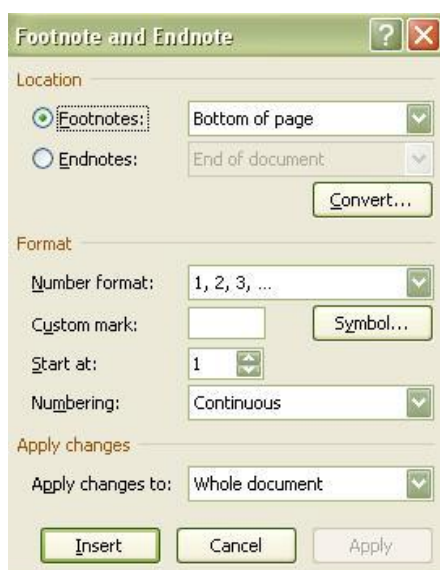 Footnote and Endnote ?
Location
Footnotes: Bottom of page
Endnotes: End of document
Convert...
Format
Number format: 1, 2, 3, ...
Custom mark: Symbol...
Start at: 1
Numbering: Continuous
Apply changes
Apply changes to: Whole document
Insert Cancel Apply